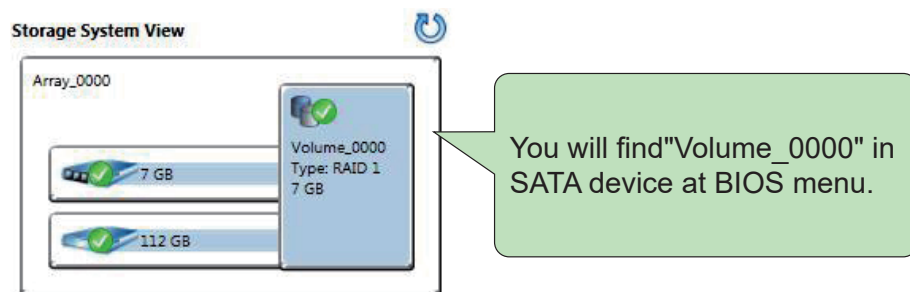 Storage System View
Array_0000
Volume_0000
Type: RAID 1
7 GB
7 GB
112 GB
You will find"Volume_0000" in
SATA device at BIOS menu.